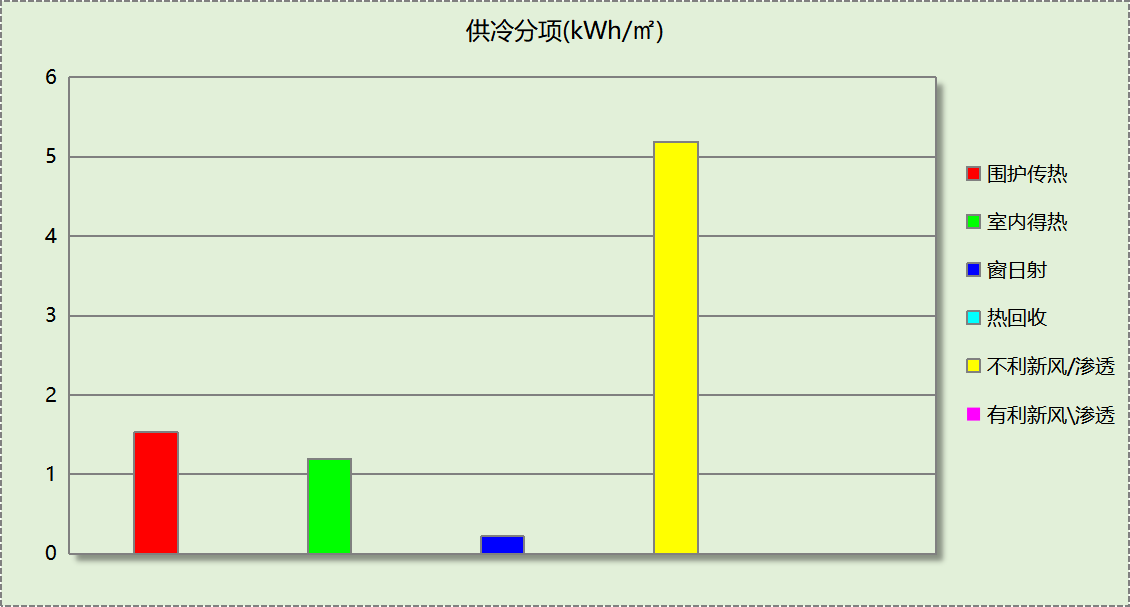 供冷分项(kWh/㎡)
6
5
4
3
2
1
0
围护传热
室内得热
窗日射
热回收
不利新风/渗透
有利新风\渗透